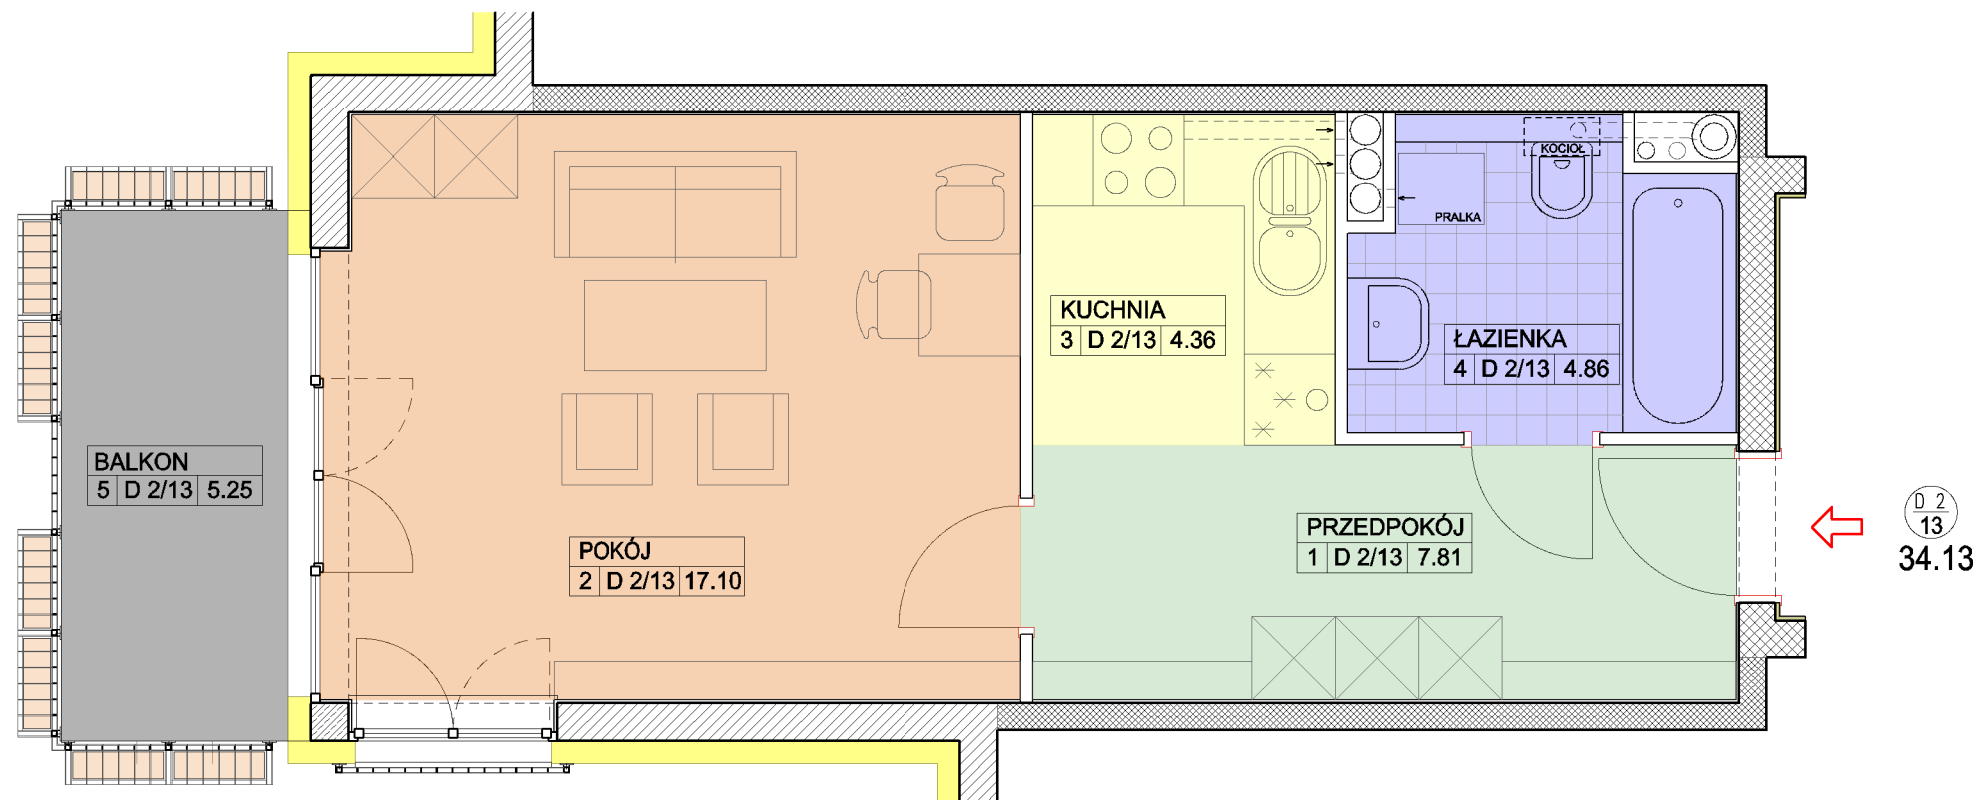 KOCIOŁ
PRALKA
KUCHNIA
3 D 2/13 4.36
ŁAZIENKA
4 D 2/13 4.86
BALKON
5 D 2/13 5.25
POKÓJ
2 D 2/13 17.10
PRZEDPOKÓJ
1 D 2/13 7.81
D 2
13
34.13